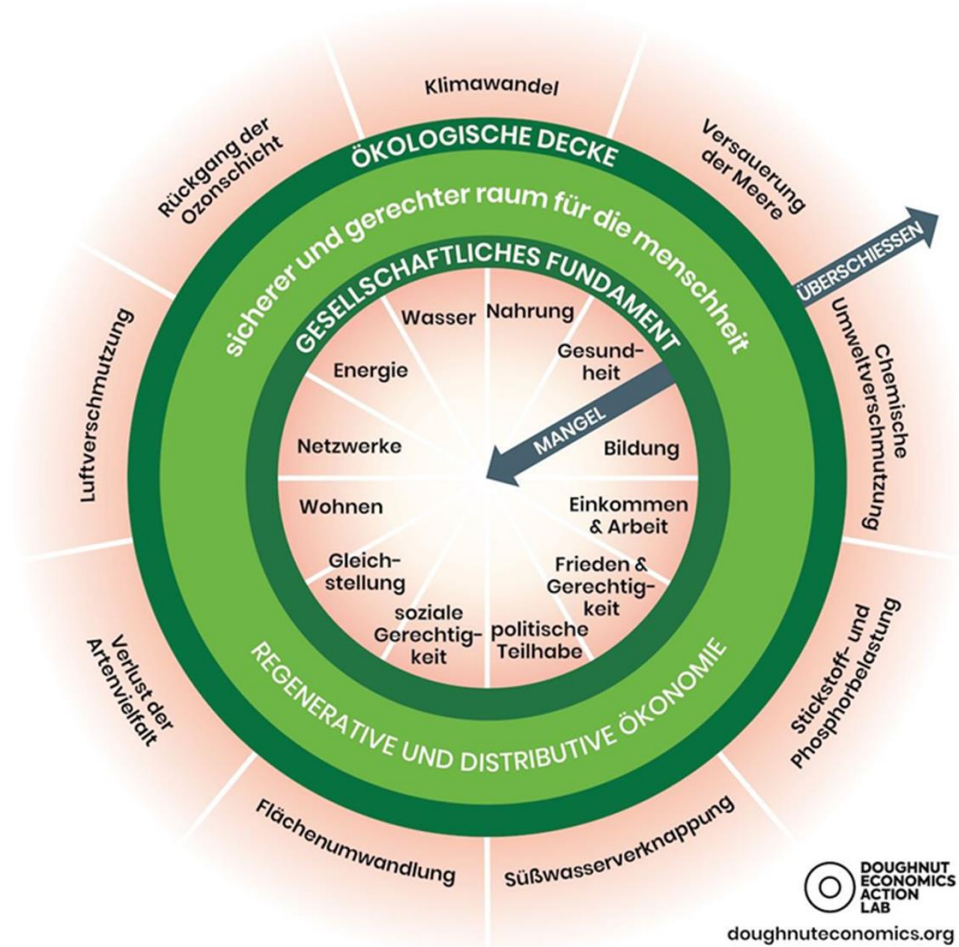 Klimawandel
Versauerung
der Meere
ÜBERSCHIESSEN
Chemische
Umweltverschmutzung
Stickstoff- und
Phosphorbelastung
Süßwasserverknappung
Flächenumwandlung
Verlust der
Artenvielfalt
Luftverschmutzung
Rückgang der
Ozonschicht
ÖKOLOGISCHE DECKE
sicherer und gerechter raum für die menschheit
GESELLSCHAFTLICHES FUNDAMENT
Wasser
Nahrung
Energie
Gesund-
heit
MANGEL
Netzwerke
Bildung
Wohnen
Einkommen
& Arbeit
Gleich-
stellung
Frieden &
Gerechtig-
keit
soziale
Gerechtig-
keit
politische
Teilhabe
REGENERATIVE UND DISTRIBUTIVE ÖKONOMIE
DOUGHNUT
ECONOMICS
ACTION
LAB
doughnuteconomics.org